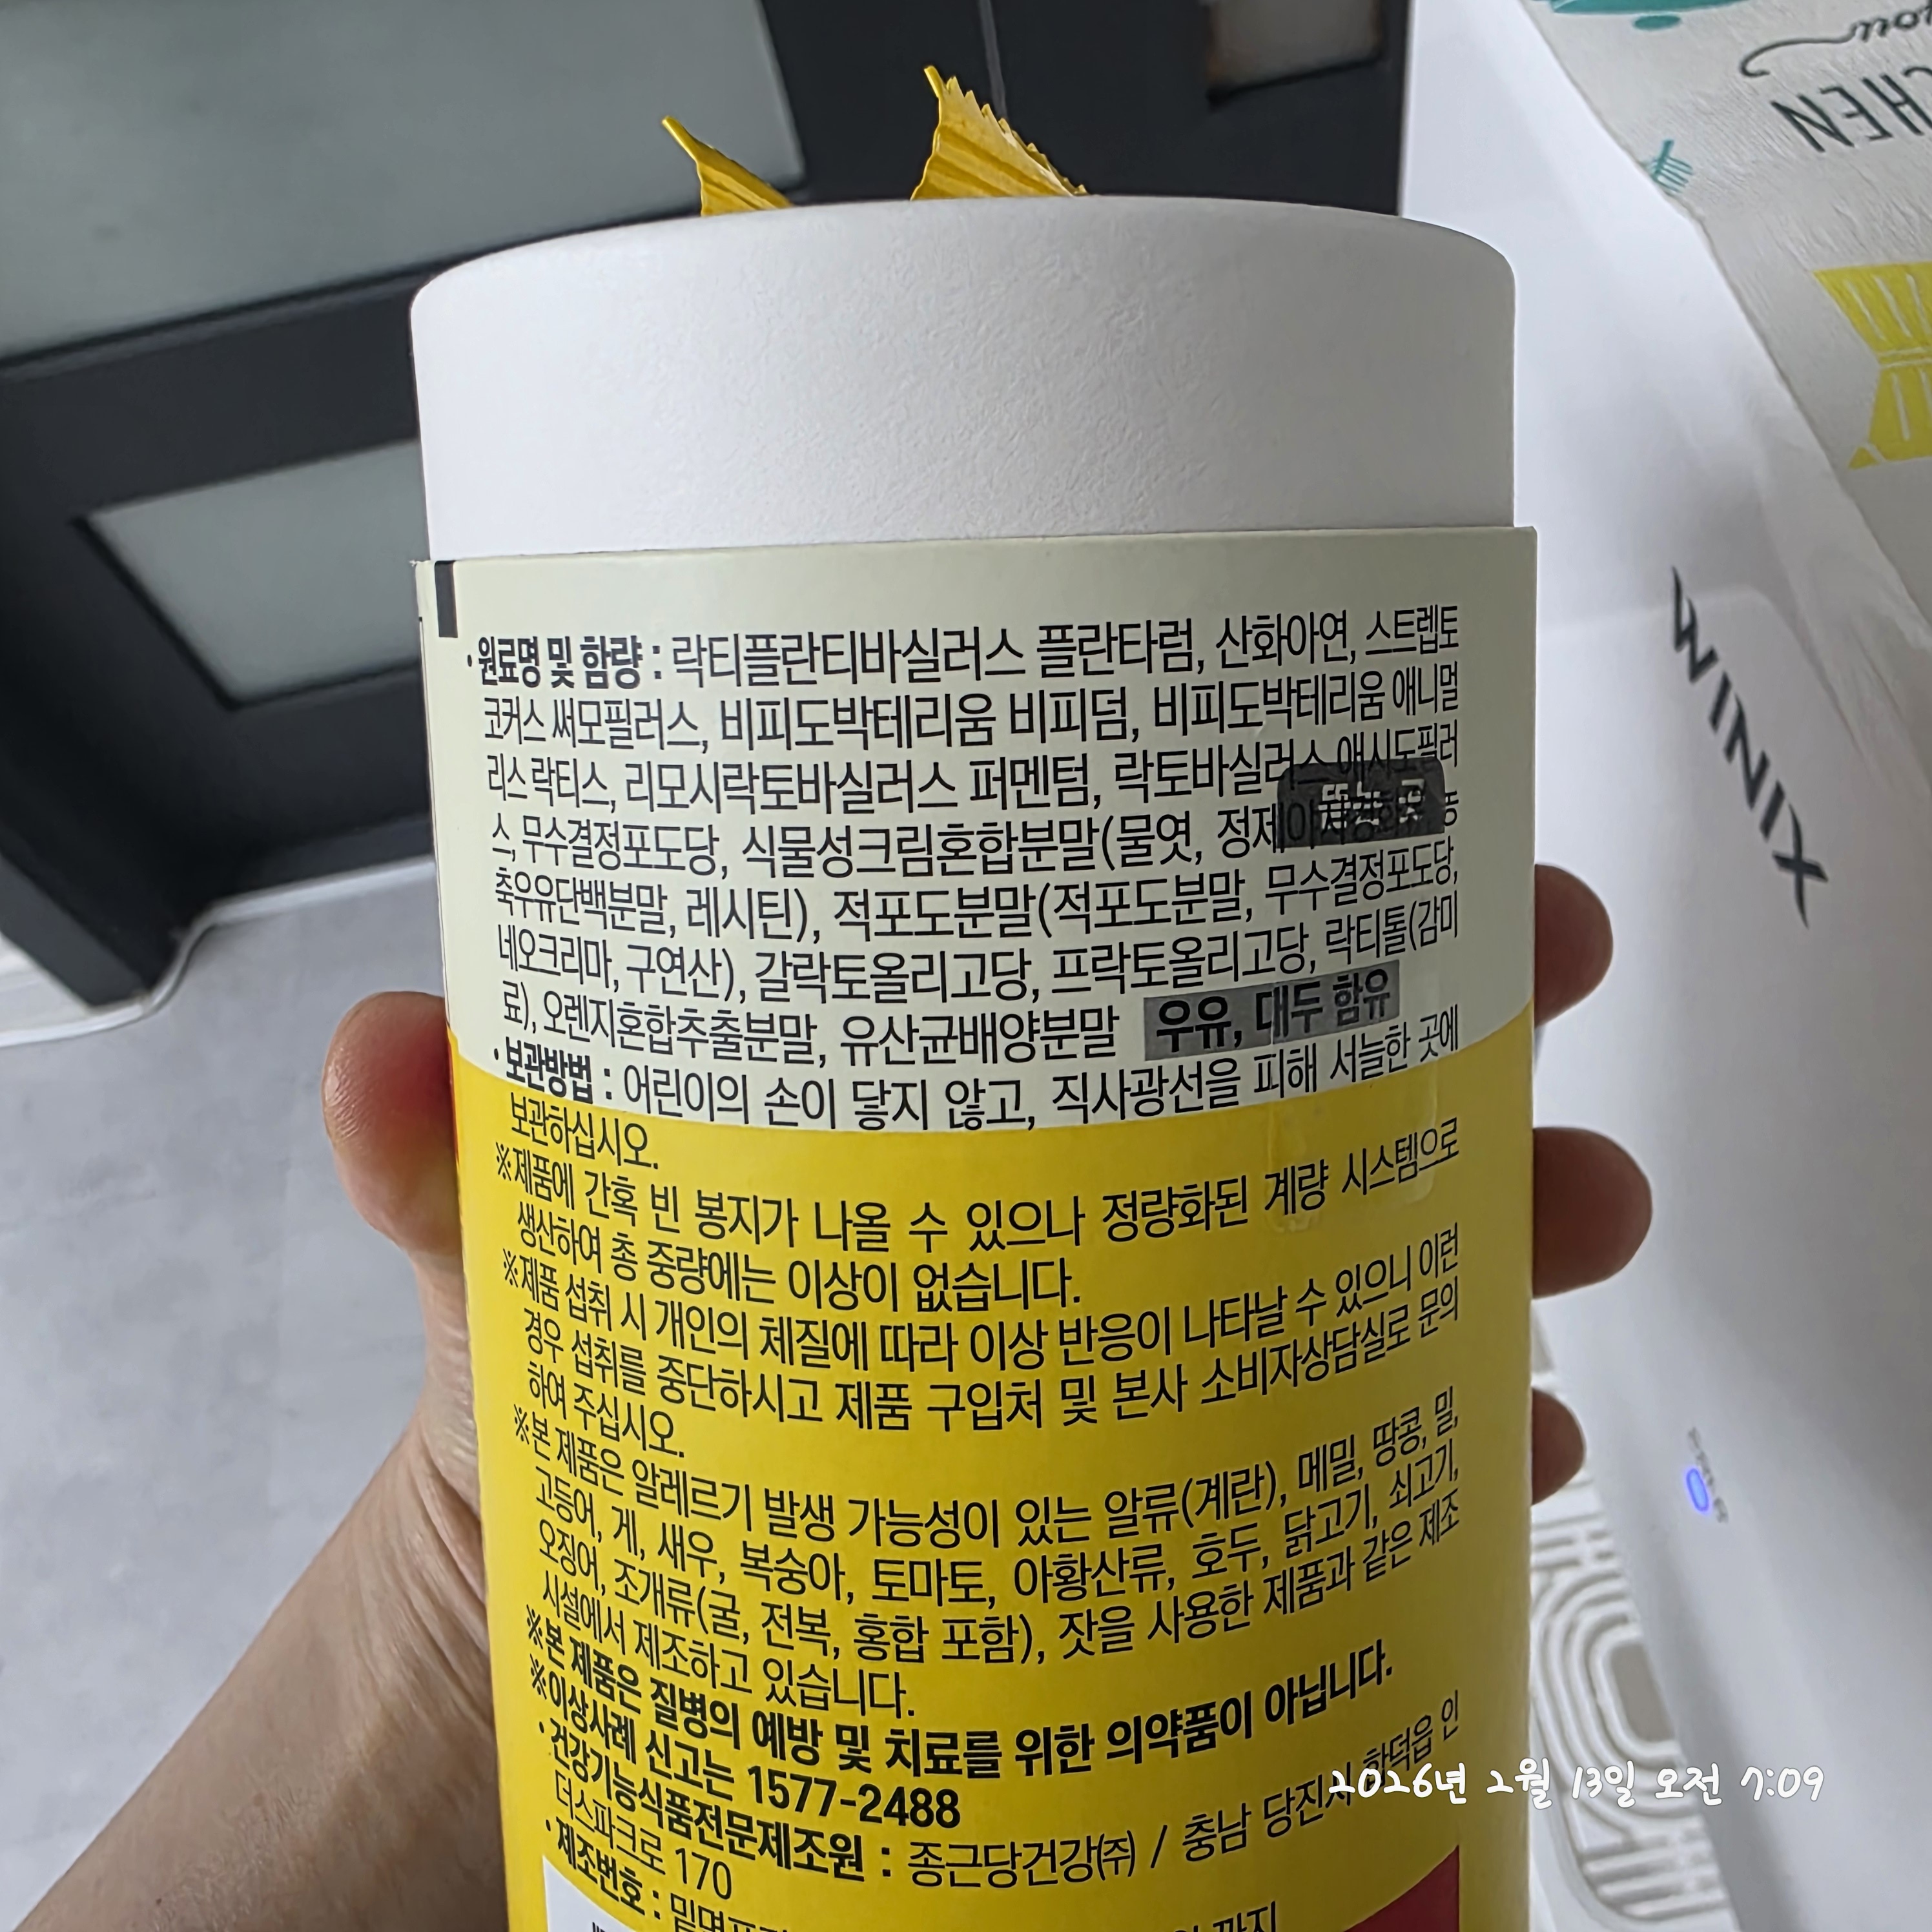 HEN
WINIX
· 원료명 및 함량 : 락티플란티바실러스 플란타럼, 산화아연, 스트렙토
코커스 써모필러스, 비피도박테리움 비피덤, 비피도박테리움 애니멀
리스 락티스, 리모시락토바실러스 퍼멘텀, 락토바실러스 애시도필러
스, 무수결정포도당, 식물성크림혼합분말(물엿, 정제야자경화유, 농
뜯는 곳
축우유단백분말, 레시틴), 적포도분말(적포도분말, 무수결정포도당,
네오크리마, 구연산), 갈락토올리고당, 프락토올리고당, 락티톨(감미
료), 오렌지혼합추출분말, 유산균배양분말 우유, 대두 함유
· 보관방법 : 어린이의 손이 닿지 않고, 직사광선을 피해 서늘한 곳에
보관하십시오.
※제품에 간혹 빈 봉지가 나올 수 있으나 정량화된 계량 시스템으로
생산하여 총 중량에는 이상이 없습니다.
※제품 섭취 시 개인의 체질에 따라 이상 반응이 나타날 수 있으니 이런
경우 섭취를 중단하시고 제품 구입처 및 본사 소비자상담실로 문의
하여 주십시오.
※본 제품은 알레르기 발생 가능성이 있는 알류(계란), 메밀, 땅콩, 밀,
고등어, 게, 새우, 복숭아, 토마토, 아황산류, 호두, 닭고기, 쇠고기,
오징어, 조개류(굴, 전복, 홍합 포함), 잣을 사용한 제품과 같은 제조
시설에서 제조하고 있습니다.
※본 제품은 질병의 예방 및 치료를 위한 의약품이 아닙니다.
※이상사례 신고는 1577-2488
· 건강기능식품전문제조원 : 종근당건강㈜ / 충남 당진시 합덕읍 인
더스파크로 170
· 제조번호 :
까지
2026년 2월 13일 오전 7:09